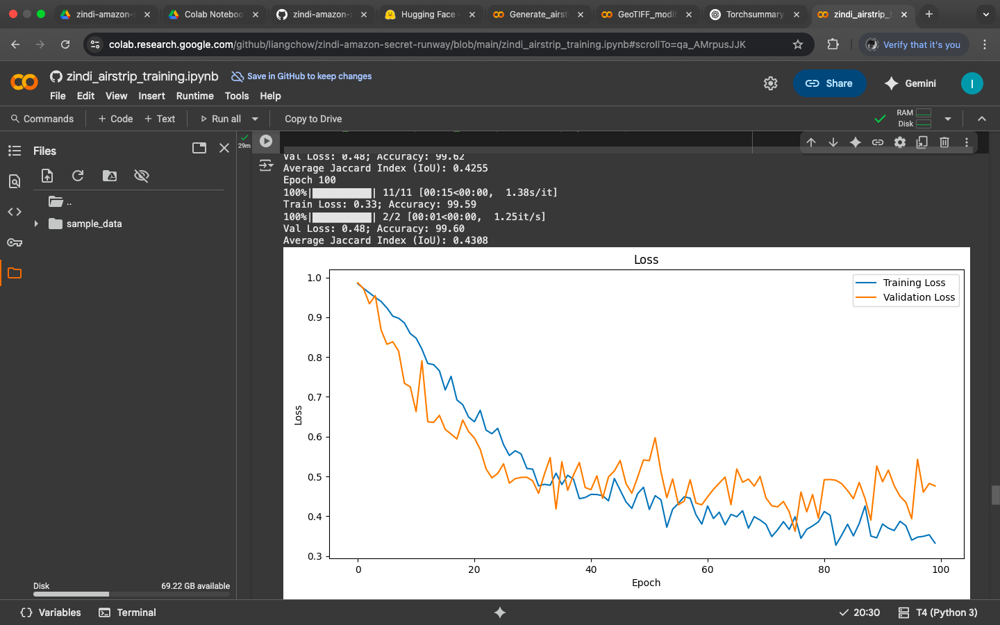 zindi-amazon-s
Colab Noteboo
zindi-amazon-s
Hugging Face -
Generate_airst
GeoTIFF_modif
Torchsummary
zindi_airstrip_t
colab.research.google.com/github/liangchow/zindi-amazon-secret-runway/blob/main/zindi_airstrip_training.ipynb#scrollTo=qa_AMrpusJJK
Verify that it's you
zindi_airstrip_training.ipynb
Save in GitHub to keep changes
File Edit View Insert Runtime Tools Help
Share
Gemini
I
Commands
+ Code
+ Text
Run all
Copy to Drive
RAM
Disk
Files
..
sample_data
Disk
69.22 GB available
29m
Val Loss: 0.48; Accuracy: 99.62
Average Jaccard Index (IoU): 0.4255
Epoch 100
100%|██████████| 11/11 [00:15<00:00,  1.38s/it]
Train Loss: 0.33; Accuracy: 99.59
100%|██████████| 2/2 [00:01<00:00,  1.25it/s]
Val Loss: 0.48; Accuracy: 99.60
Average Jaccard Index (IoU): 0.4308
Loss
Training Loss
Validation Loss
1.0
0.9
0.8
0.7
0.6
0.5
0.4
0.3
Loss
0 20 40 60 80 100
Epoch
Variables
Terminal
20:30
T4 (Python 3)